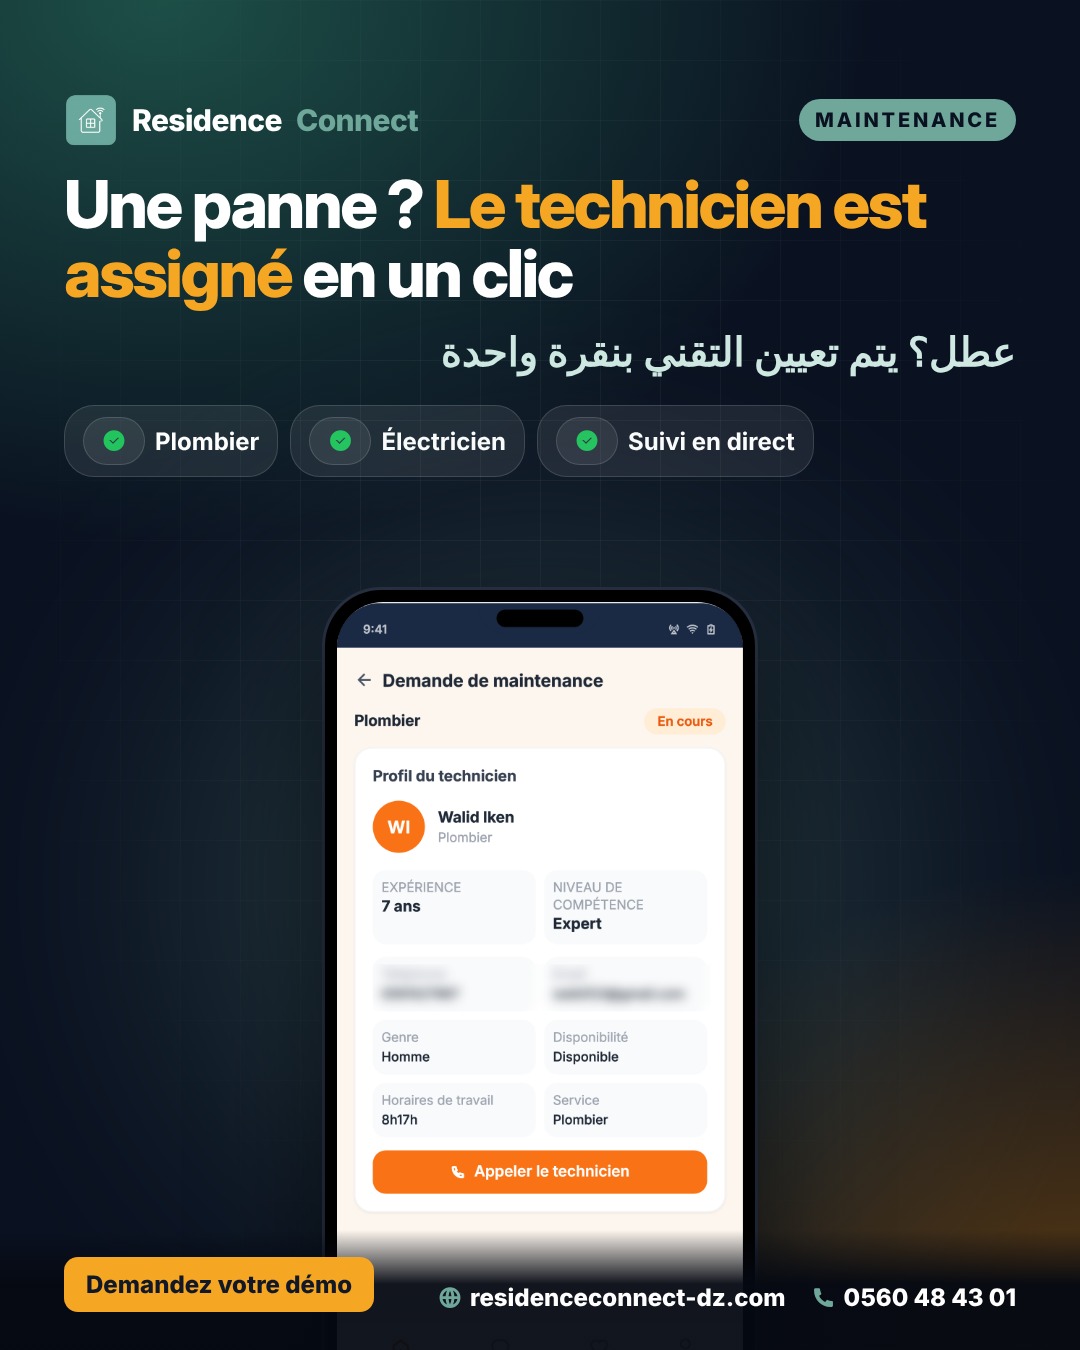 Residence Connect
MAINTENANCE
Une panne ? Le technicien est
assigné en un clic
عطل؟ يتم تعيين التقني بنقرة واحدة
Plombier
Électricien
Suivi en direct
9:41
Demande de maintenance
Plombier
En cours
Profil du technicien
WI
Walid Iken
Plombier
EXPÉRIENCE
7 ans
NIVEAU DE
COMPÉTENCE
Expert
Genre
Homme
Disponibilité
Disponible
Horaires de travail
8h17h
Service
Plombier
Appeler le technicien
Demandez votre démo
residenceconnect-dz.com
0560 48 43 01